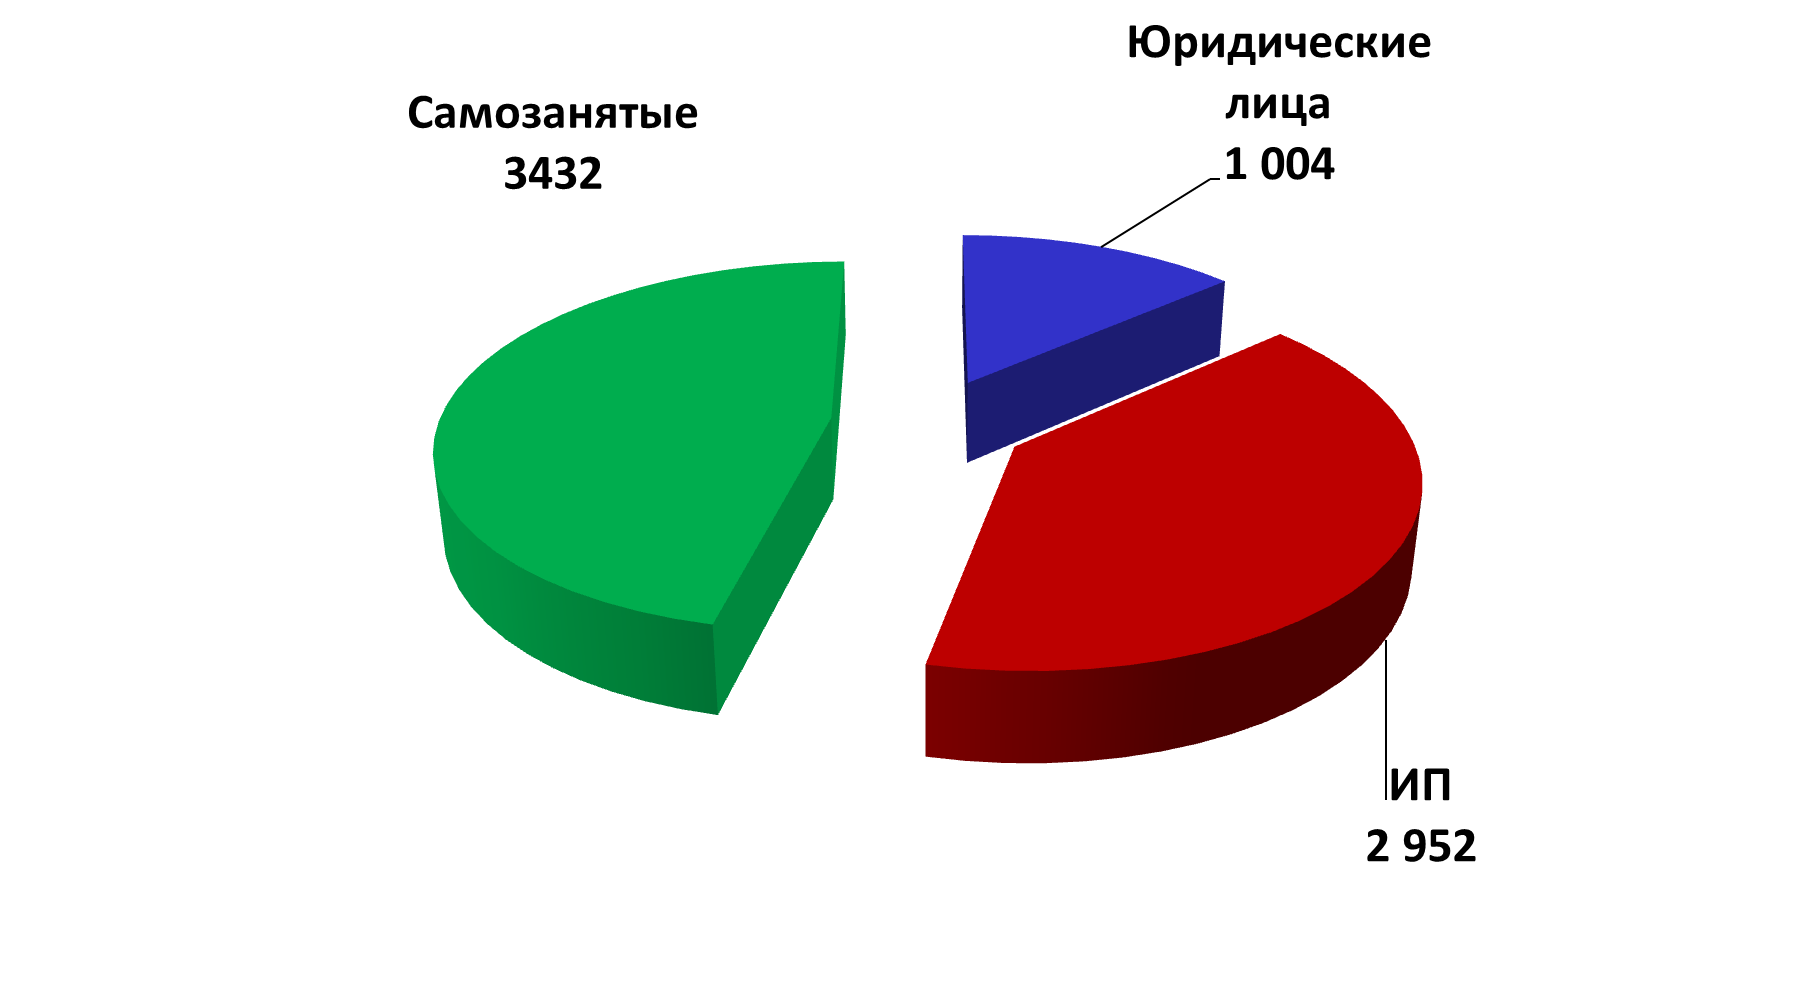 Юридические
лица
1 004
Самозанятые
3432
ИП
2 952